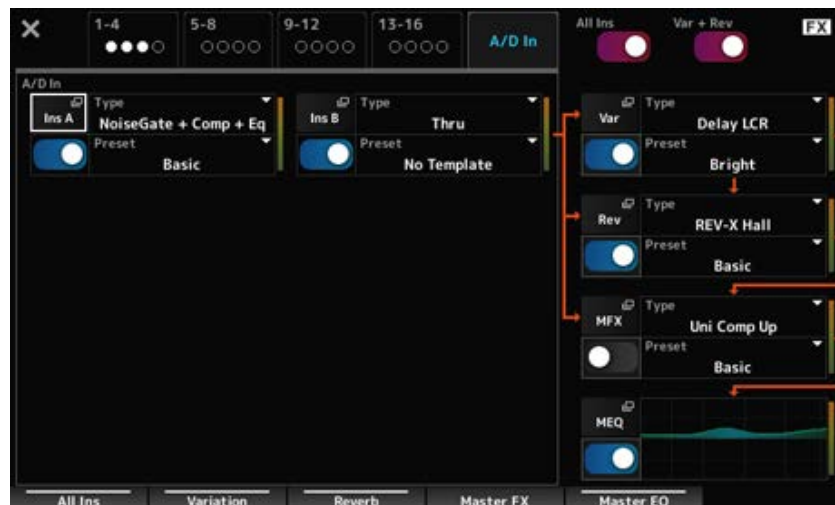 1-4 5-8 9-12 13-16 A/D In All Ins Var + Rev FX
A/D In
Ins A Type NoiseGate + Comp + Eq
Preset Basic
Ins B Type Thru
Preset No Template
Var Type Delay LCR
Preset Bright
Rev Type REV-X Hall
Preset Basic
MFX Type Uni Comp Up
Preset Basic
MEQ
All Ins Variation Reverb Master FX Master EQ